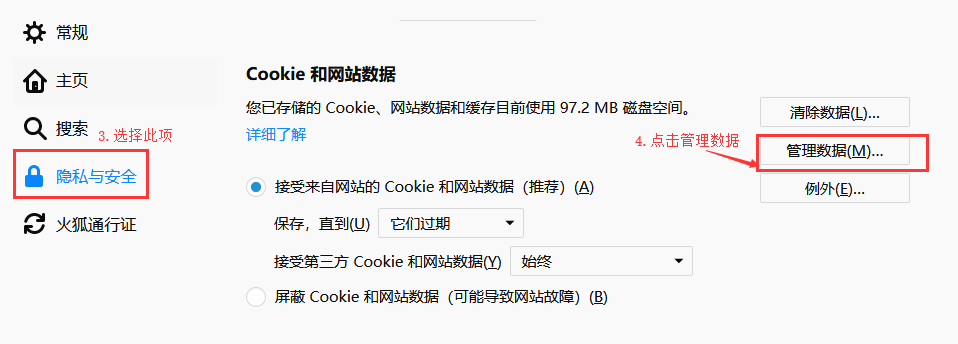 常规
主页
搜索
3. 选择此项
隐私与安全
火狐通行证
Cookie 和网站数据
您已存储的 Cookie、网站数据和缓存目前使用 97.2 MB 磁盘空间。
详细了解
清除数据(L)...
4. 点击管理数据
管理数据(M)...
例外(E)...
接受来自网站的 Cookie 和网站数据（推荐）(A)
保存，直到(U) 它们过期
接受第三方 Cookie 和网站数据(Y) 始终
屏蔽 Cookie 和网站数据（可能导致网站故障）(B)